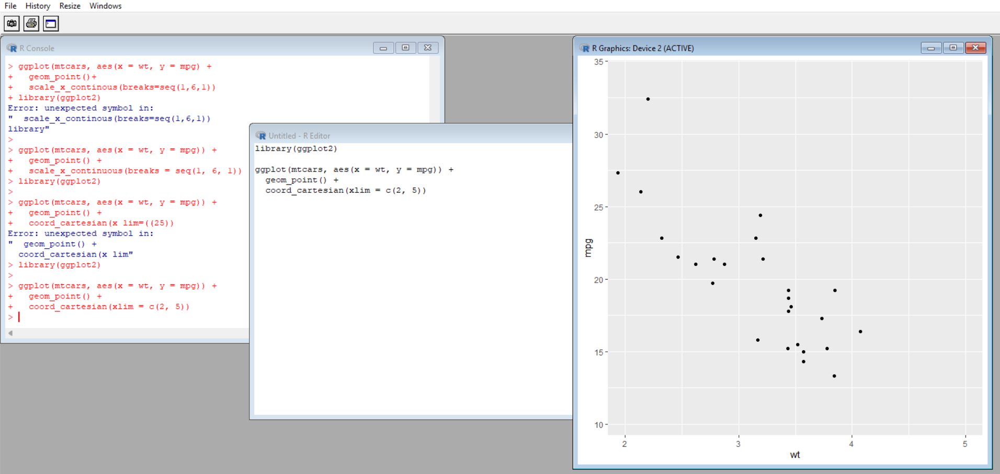 File History Resize Windows
R Console
> ggplot(mtcars, aes(x = wt, y = mpg) +
+   geom_point()+
+   scale_x_continous(breaks=seq(1,6,1))
+ library(ggplot2)
Error: unexpected symbol in:
"  scale_x_continous(breaks=seq(1,6,1))
library"
>
> ggplot(mtcars, aes(x = wt, y = mpg)) +
+   geom_point() +
+   scale_x_continuous(breaks = seq(1, 6, 1))
> library(ggplot2)
>
> ggplot(mtcars, aes(x = wt, y = mpg)) +
+   geom_point() +
+   coord_cartesian(x lim=((25))
Error: unexpected symbol in:
"  geom_point() +
  coord_cartesian(x lim"
> library(ggplot2)
>
> ggplot(mtcars, aes(x = wt, y = mpg)) +
+   geom_point() +
+   coord_cartesian(xlim = c(2, 5))
>
Untitled - R Editor
library(ggplot2)
ggplot(mtcars, aes(x = wt, y = mpg)) +
  geom_point() +
  coord_cartesian(xlim = c(2, 5))
R Graphics: Device 2 (ACTIVE)
35
30
25
20
15
10
mpg
2 3 4 5
wt